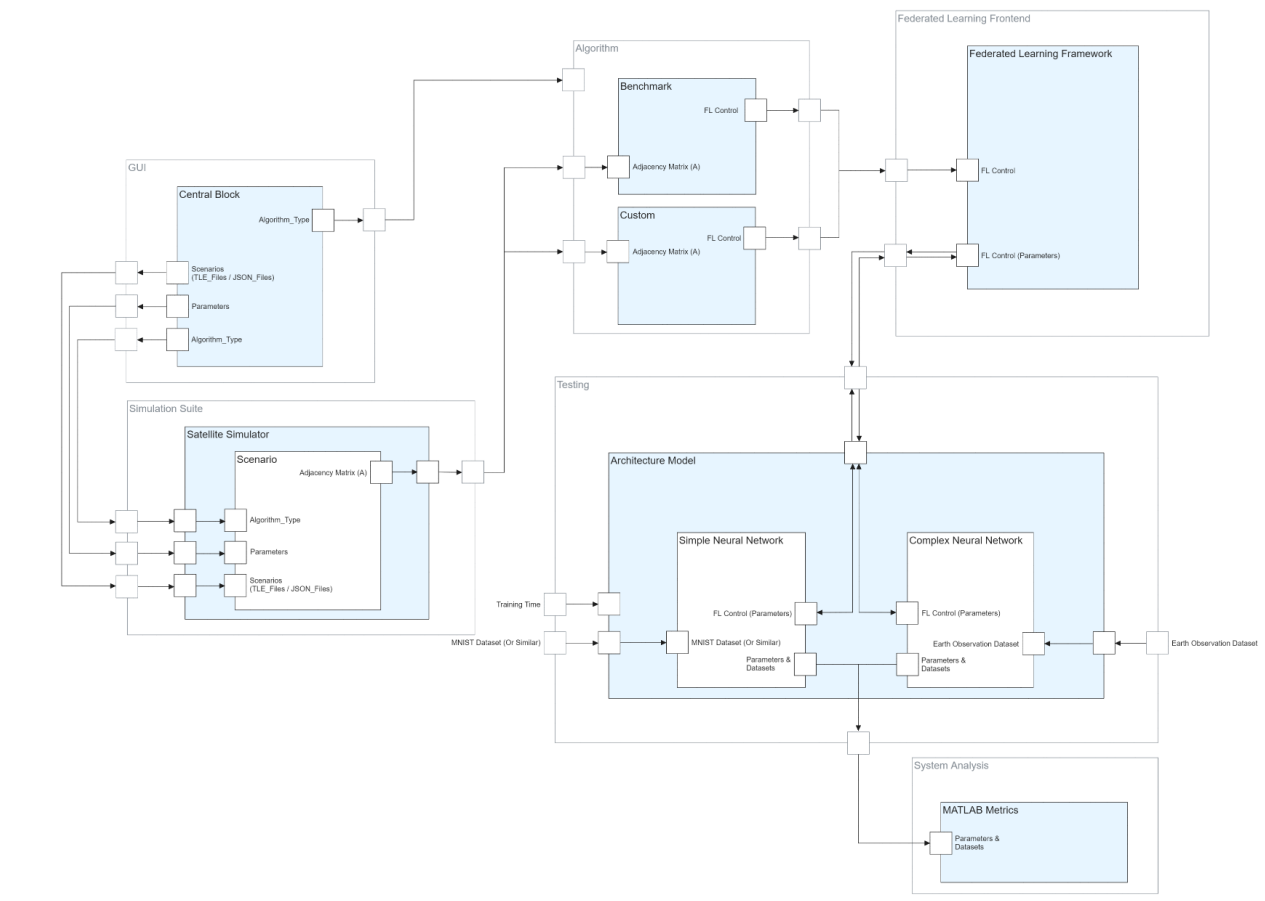 Federated Learning Frontend
Federated Learning Framework
FL Control
FL Control (Parameters)
Algorithm
Benchmark
FL Control
Adjacency Matrix (A)
Custom
FL Control
Adjacency Matrix (A)
GUI
Central Block
Algorithm_Type
Scenarios
(TLE_Files / JSON_Files)
Parameters
Algorithm_Type
Simulation Suite
Satellite Simulator
Scenario
Adjacency Matrix (A)
Algorithm_Type
Parameters
Scenarios
(TLE_Files / JSON_Files)
Testing
Architecture Model
Simple Neural Network
FL Control (Parameters)
MNIST Dataset (Or Similar)
Parameters &
Datasets
Complex Neural Network
FL Control (Parameters)
Earth Observation Dataset
Parameters &
Datasets
Training Time
MNIST Dataset (Or Similar)
Earth Observation Dataset
System Analysis
MATLAB Metrics
Parameters &
Datasets